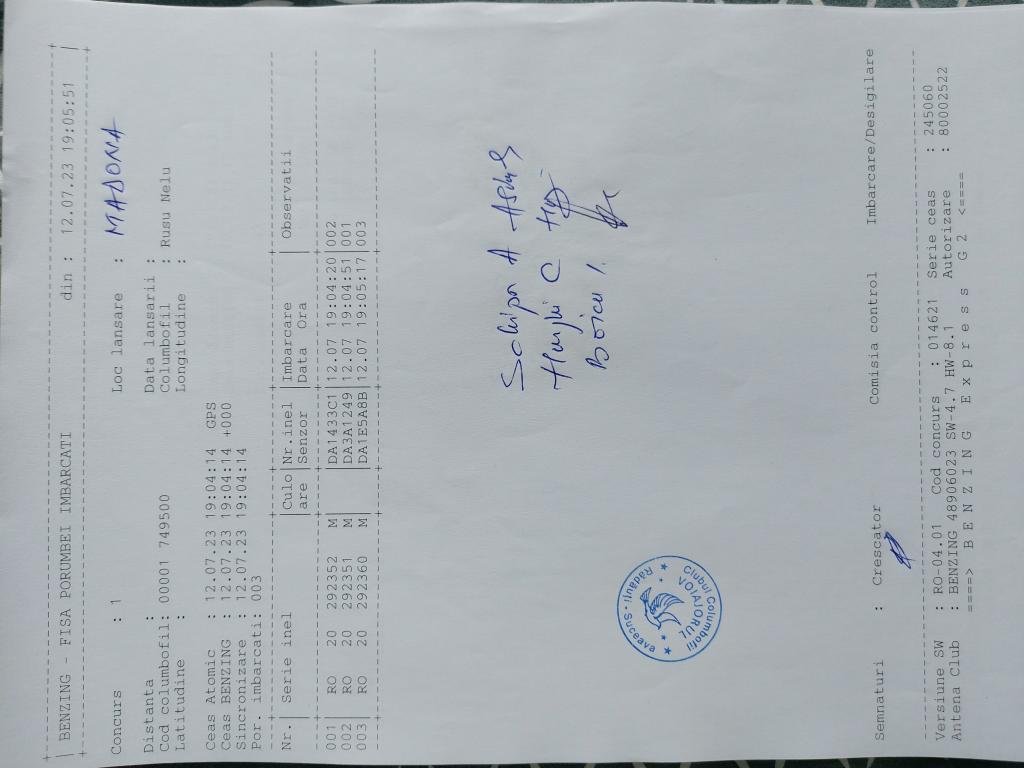 BENZING - FISA PORUMBEI IMBARCATI din : 12.07.23 19:05:51
Concurs : 1 Loc lansare : MADONA
Distanta : Data lansarii :
Cod columbofil: 00001 749500 Columbofil : Rusu Nelu
Latitudine : Longitudine :
Ceas Atomic : 12.07.23 19:04:14 GPS
Ceas BENZING : 12.07.23 19:04:14 +000
Sincronizare : 12.07.23 19:04:14
Por. imbarcati: 003
Nr. | Serie inel |Culo|Nr.inel |Imbarcare | Observatii
are |Senzor |Data Ora
001| RO 20 292352 M | |DA1433C1|12.07 19:04:20|002
002| RO 20 292351 M | |DA3A1249|12.07 19:04:51|001
003| RO 20 292360 M | |DA1E5A8B|12.07 19:05:17|003
A
C
Clubul Columbofil
VOIAJORUL
Radauti - Suceava
Semnaturi : Crescator Comisia control Imbarcare/Desigilare
Versiune SW : RO-04.01 Cod concurs : 014621 Serie ceas : 245060
Antena Club : BENZING 48906023 SW-4.7 HW-8.1 Autorizare : 80002522
====> B E N Z I N G E x p r e s s G 2 <====